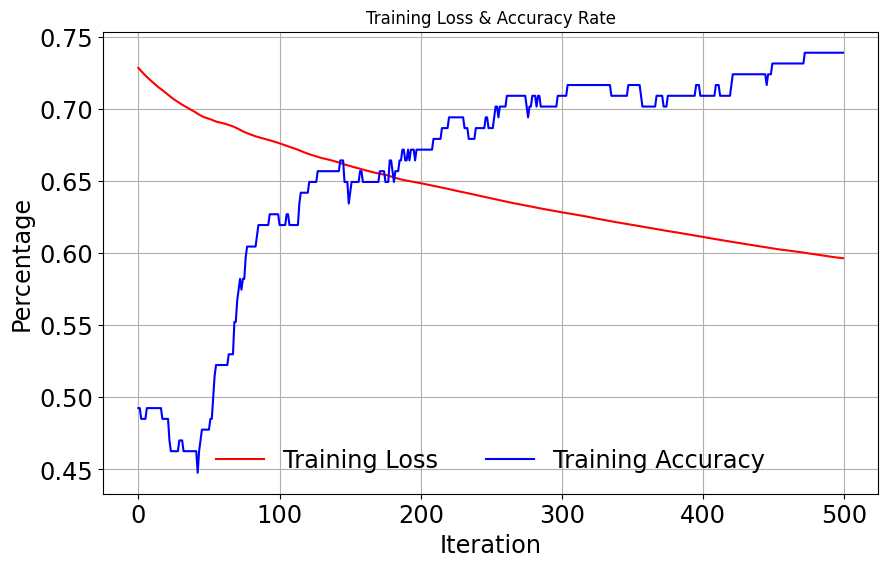 Training Loss & Accuracy Rate
0.75
0.70
0.65
0.60
0.55
0.50
0.45
Percentage
Training Loss
Training Accuracy
0
100
200
300
400
500
Iteration